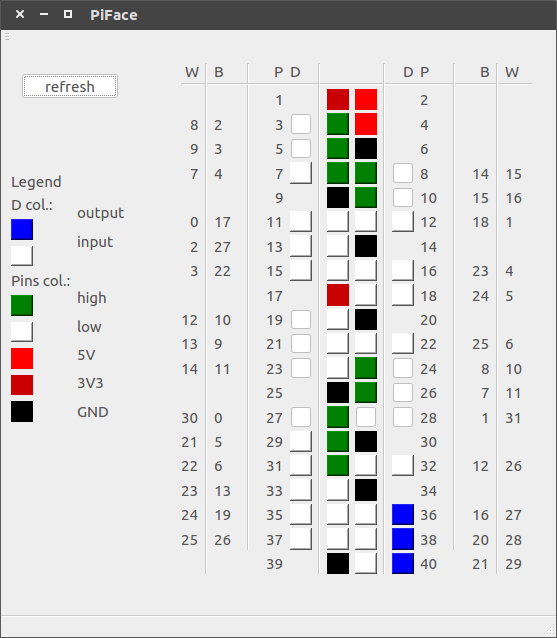 PiFace
W B P D D P B W
refresh
1 2
8 2 3 4
9 3 5 6
7 4 7 8 14 15
9 10 15 16
0 17 11 12 18 1
2 27 13 14
3 22 15 16 23 4
17 18 24 5
12 10 19 20
13 9 21 22 25 6
14 11 23 24 8 10
25 26 7 11
30 0 27 28 1 31
21 5 29 30
22 6 31 32 12 26
23 13 33 34
24 19 35 36 16 27
25 26 37 38 20 28
39 40 21 29
Legend
D col.:
output
input
Pins col.:
high
low
5V
3V3
GND